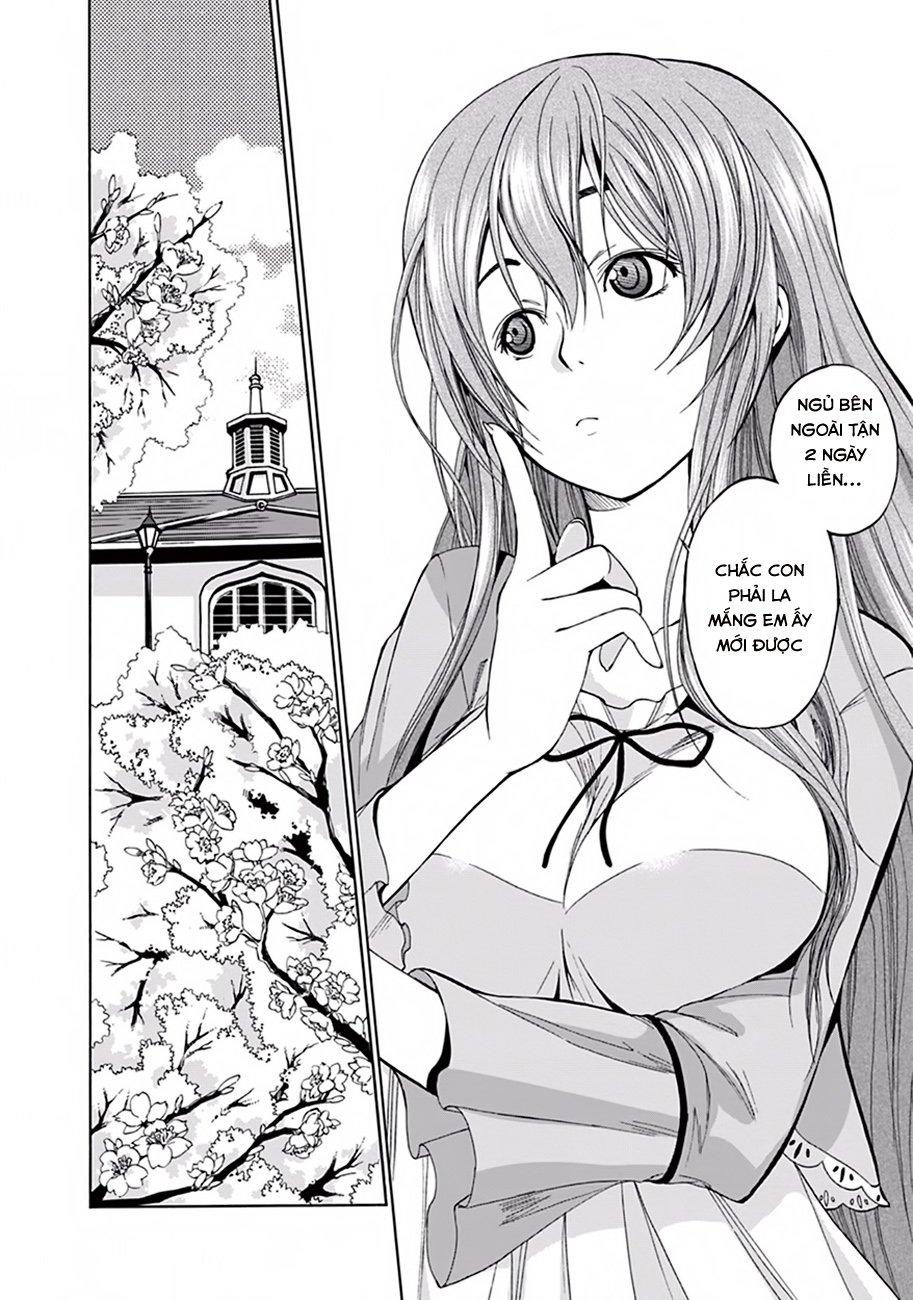 NGỦ BÊN
NGOÀI TẬN
2 NGÀY
LIỀN...
CHẮC CON
PHẢI LA
MẮNG EM ẤY
MỚI ĐƯỢC